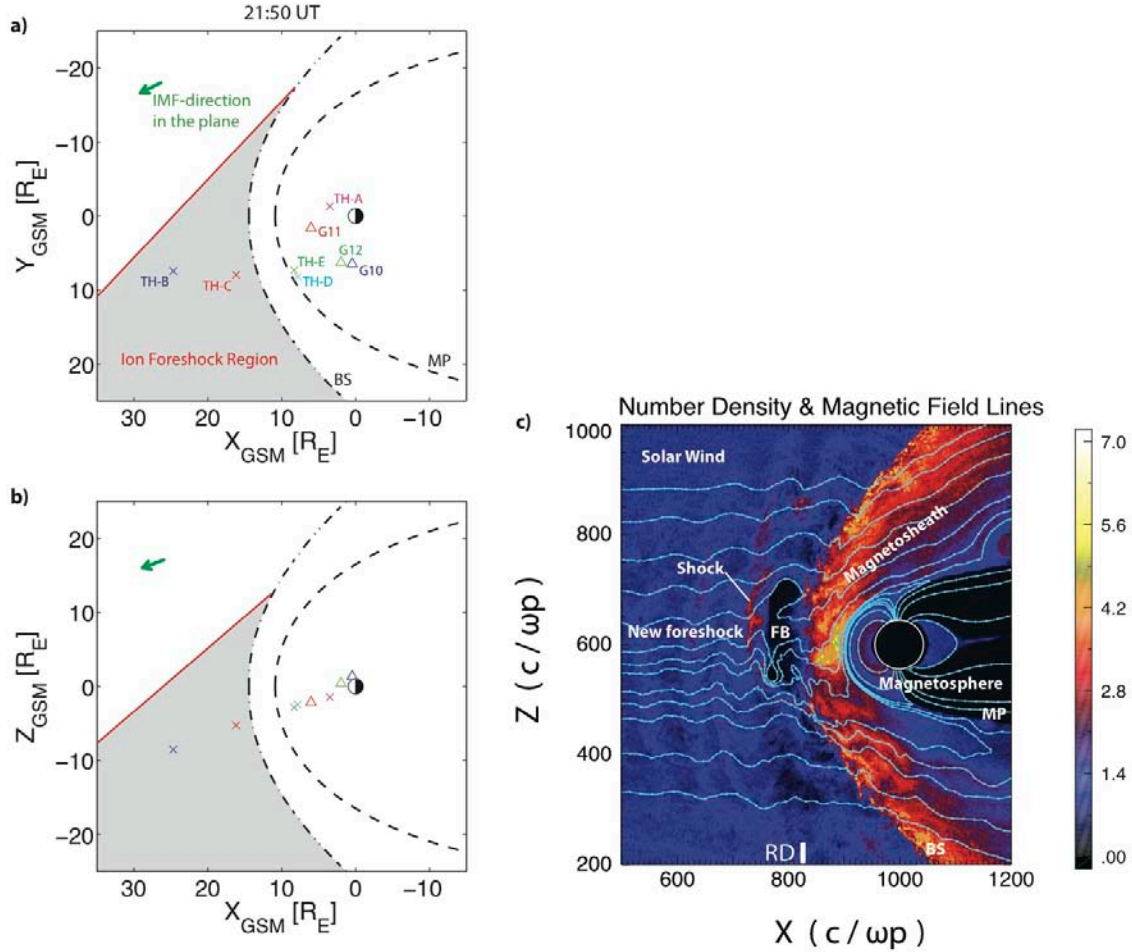 21:50 UT
a)
-20
-10
0
10
20
Y_GSM [R_E]
IMF-direction
in the plane
TH-A
G11
G12
TH-E
G10
TH-B
TH-C
TH-D
Ion Foreshock Region
MP
BS
30 20 10 0 -10
X_GSM [R_E]
b)
20
10
0
-10
-20
Z_GSM [R_E]
30 20 10 0 -10
X_GSM [R_E]
c)
Number Density & Magnetic Field Lines
1000
800
600
400
200
Z ( c / ωp )
Solar Wind
Magnetosheath
Shock
New foreshock
FB
Magnetosphere
MP
RD
BS
600 800 1000 1200
X ( c / ωp )
7.0
5.6
4.2
2.8
1.4
.00